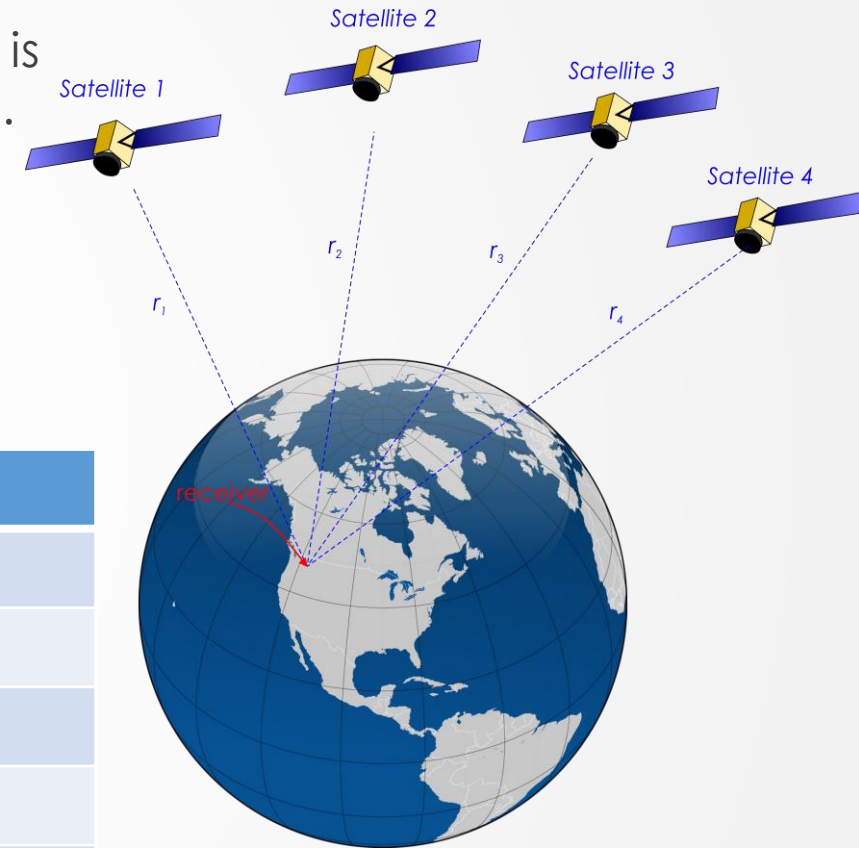 is
.
Satellite 1
Satellite 2
Satellite 3
Satellite 4
r₁
r₂
r₃
r₄
receiver